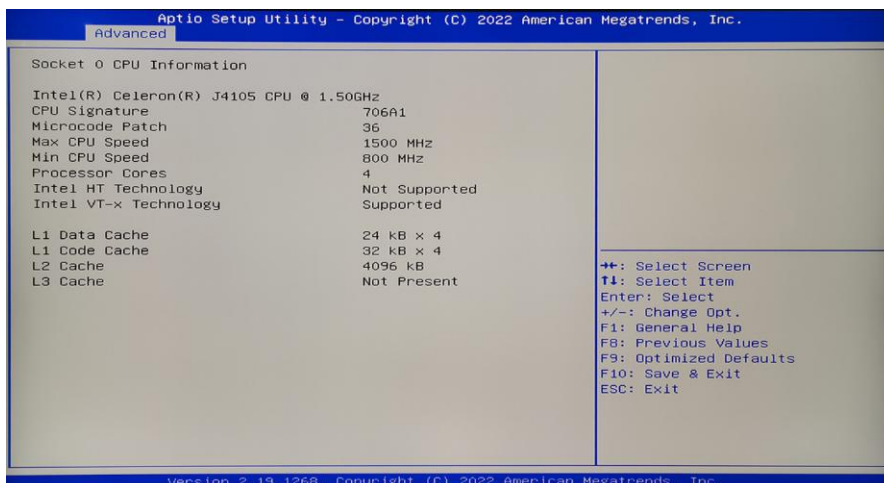 Aptio Setup Utility – Copyright (C) 2022 American Megatrends, Inc.
Advanced
Socket 0 CPU Information
Intel(R) Celeron(R) J4105 CPU @ 1.50GHz
CPU Signature 706A1
Microcode Patch 36
Max CPU Speed 1500 MHz
Min CPU Speed 800 MHz
Processor Cores 4
Intel HT Technology Not Supported
Intel VT-x Technology Supported
L1 Data Cache 24 kB x 4
L1 Code Cache 32 kB x 4
L2 Cache 4096 kB
L3 Cache Not Present
→←: Select Screen
↑↓: Select Item
Enter: Select
+/-: Change Opt.
F1: General Help
F8: Previous Values
F9: Optimized Defaults
F10: Save & Exit
ESC: Exit
Version 2.19.1268. Copyright (C) 2022 American Megatrends, Inc.